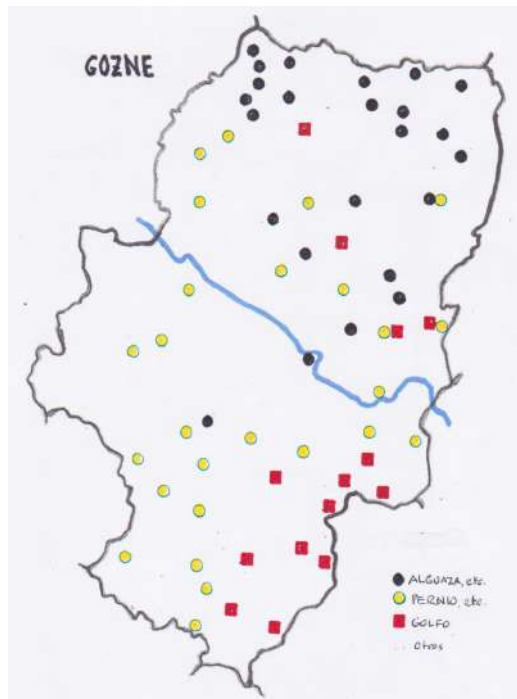 GOZNE
ALGUAZA, etc.
PERNIO, etc.
GOLFO
Otros